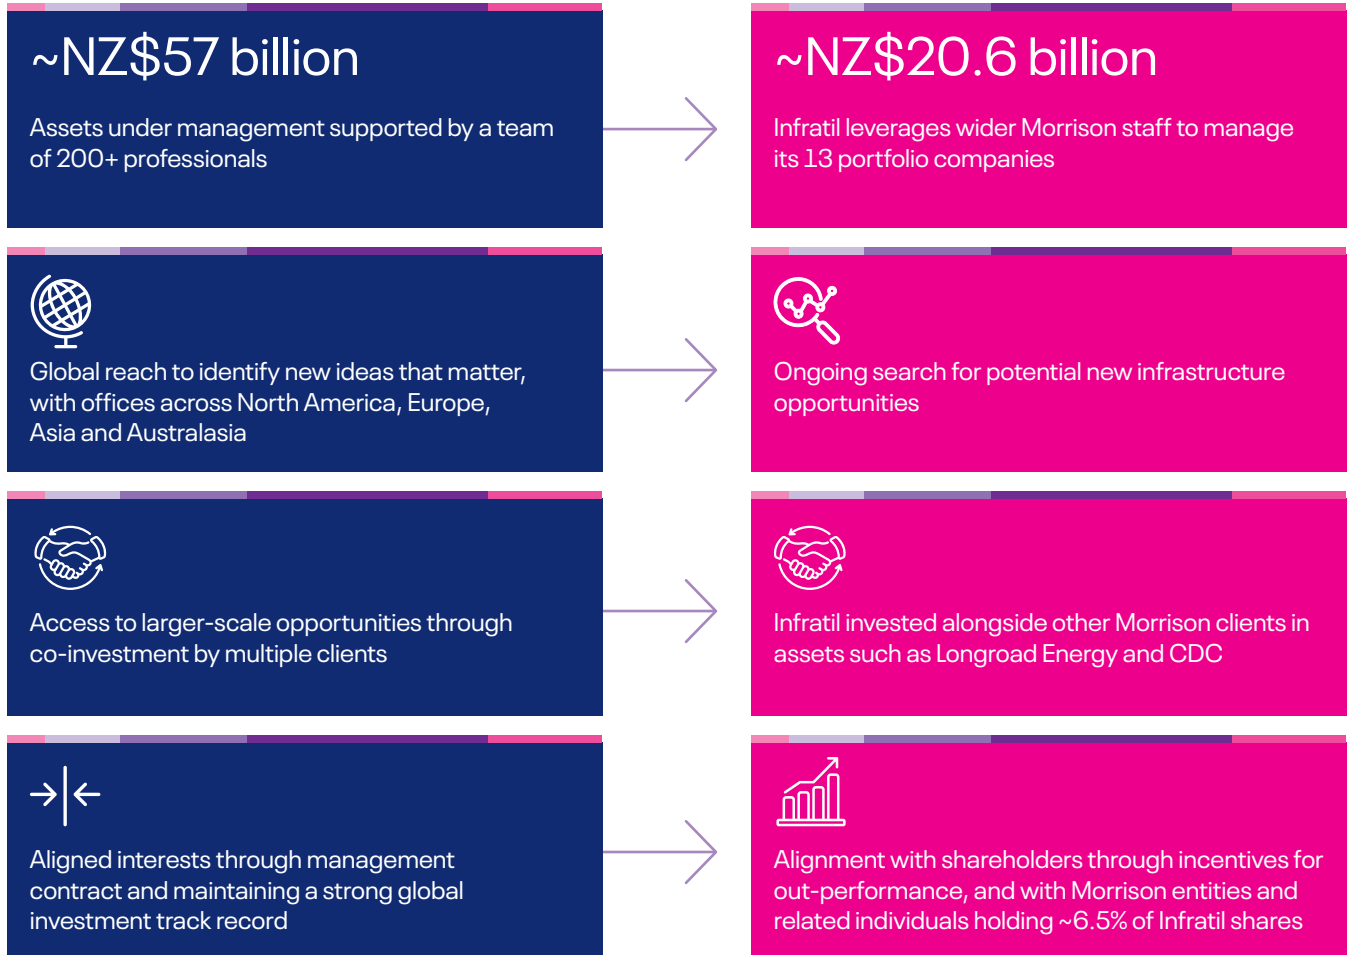 ~NZ$57 billion
Assets under management supported by a team
of 200+ professionals
~NZ$20.6 billion
Infratil leverages wider Morrison staff to manage
its 13 portfolio companies
Global reach to identify new ideas that matter,
with offices across North America, Europe,
Asia and Australasia
Ongoing search for potential new infrastructure
opportunities
Access to larger-scale opportunities through
co-investment by multiple clients
Infratil invested alongside other Morrison clients in
assets such as Longroad Energy and CDC
Aligned interests through management
contract and maintaining a strong global
investment track record
Alignment with shareholders through incentives for
out-performance, and with Morrison entities and
related individuals holding ~6.5% of Infratil shares